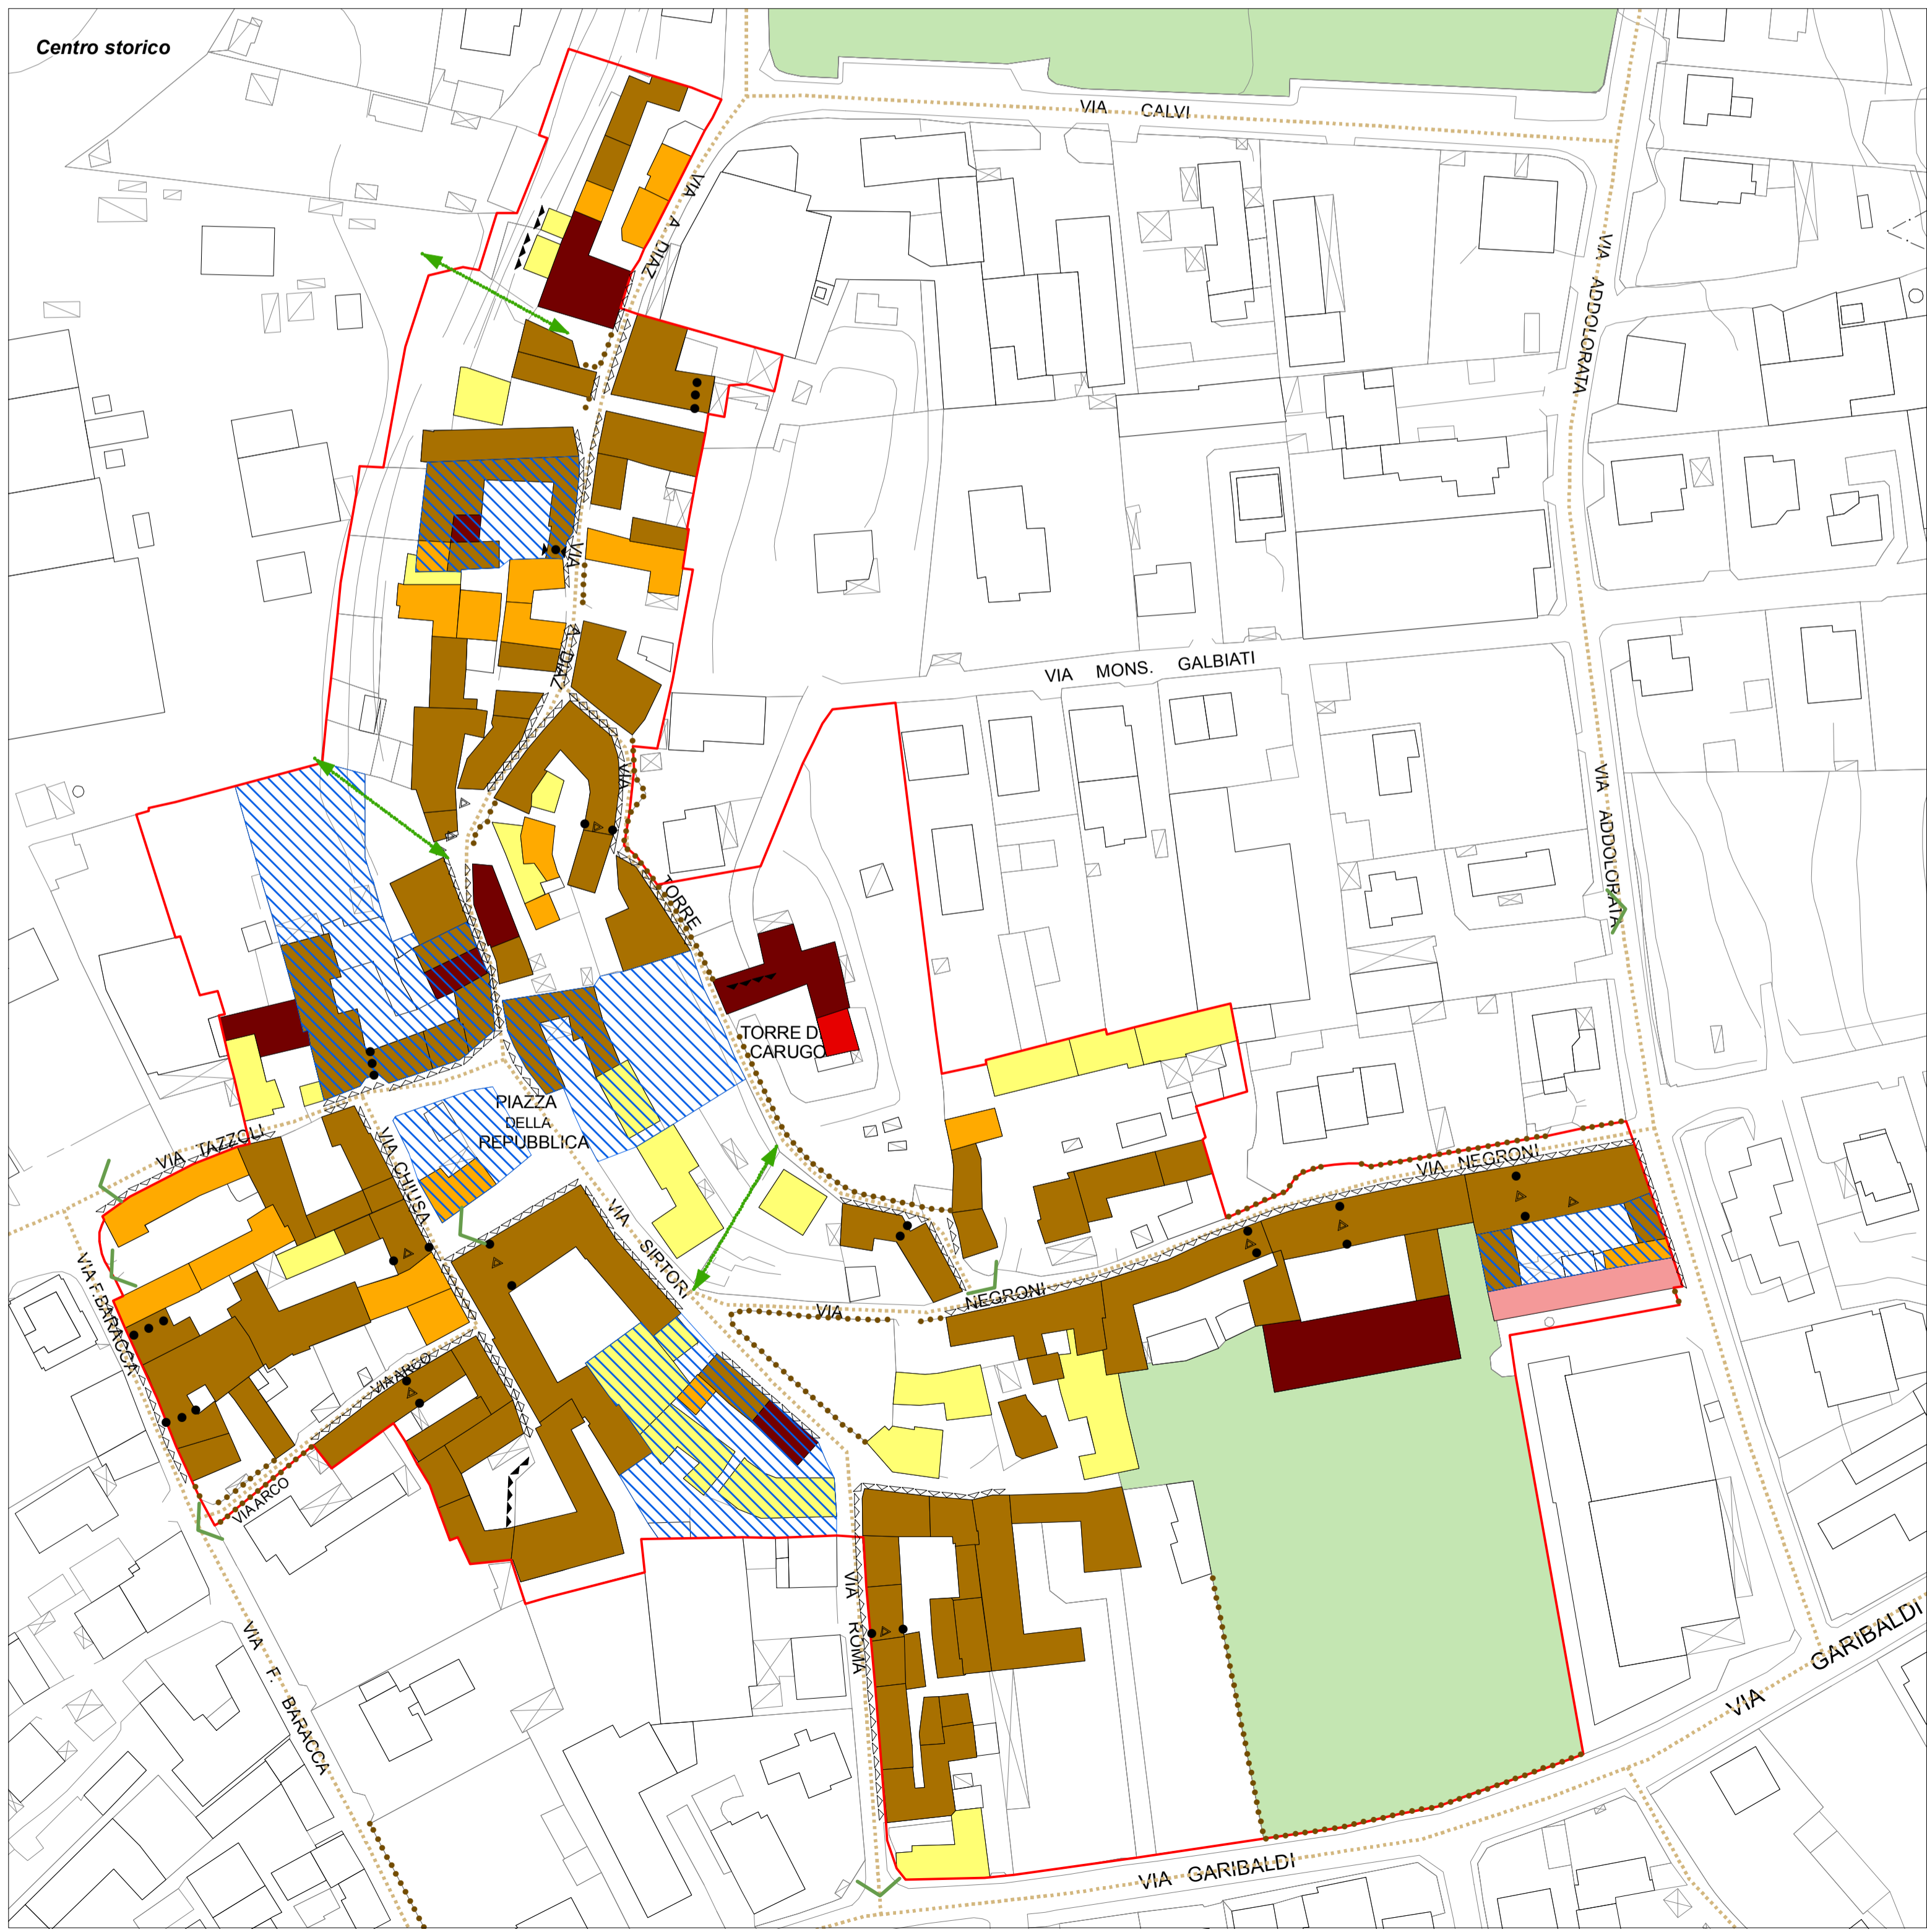 Centro storico
VIA CALVI
VIA A. DIAZ
VIA ADDOLORATA
VIA
A. DIAZ
VIA MONS. GALBIATI
VIA
TORRE
VIA ADDOLORATA
TORRE DI
CARUGO
PIAZZA
DELLA
REPUBBLICA
VIA TAZZOLI
VIA CHIUSA
VIA NEGRONI
VIA
SIRTORI
VIA F.BARACCA
VIA NEGRONI
VIA ARCO
VIA ARCO
VIA ROMA
VIA F. BARACCA
VIA GARIBALDI
VIA GARIBALDI